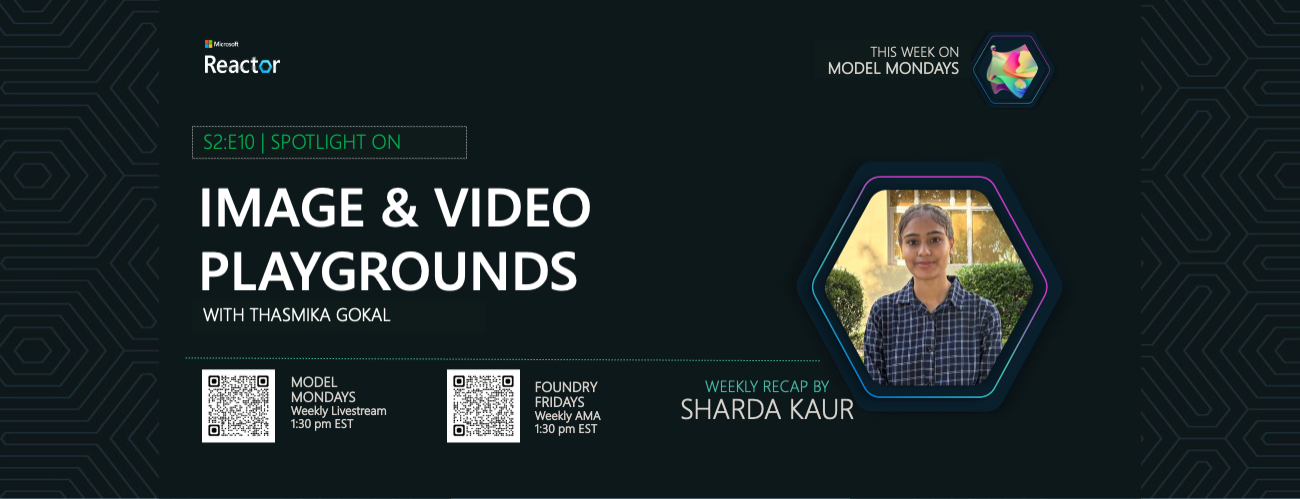 Microsoft
Reactor
THIS WEEK ON
MODEL MONDAYS
S2:E10 | SPOTLIGHT ON
IMAGE & VIDEO
PLAYGROUNDS
WITH THASMIKA GOKAL
MODEL
MONDAYS
Weekly Livestream
1:30 pm EST
FOUNDRY
FRIDAYS
Weekly AMA
1:30 pm EST
WEEKLY RECAP BY
SHARDA KAUR